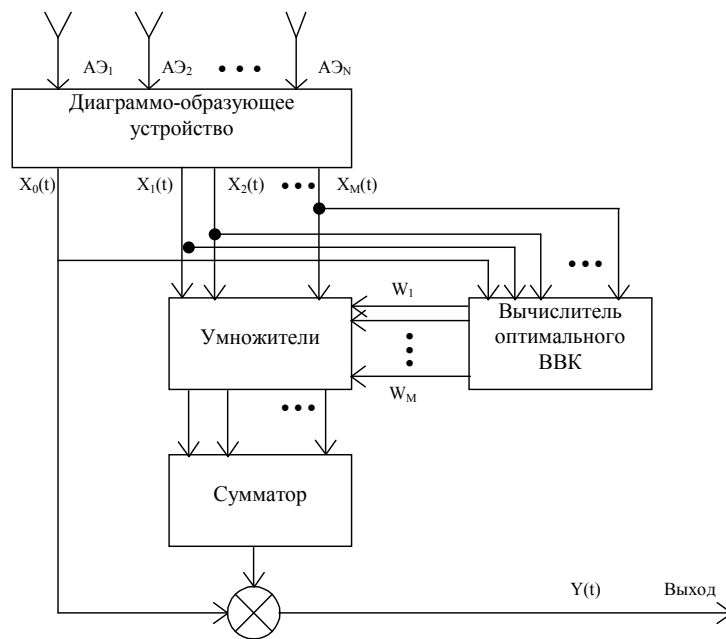 АЭ1 АЭ2 АЭN
Диаграммо-образующее
устройство
X0(t) X1(t) X2(t) XM(t)
W1
Умножители
Вычислитель
оптимального
ВВК
WM
Сумматор
Y(t) Выход